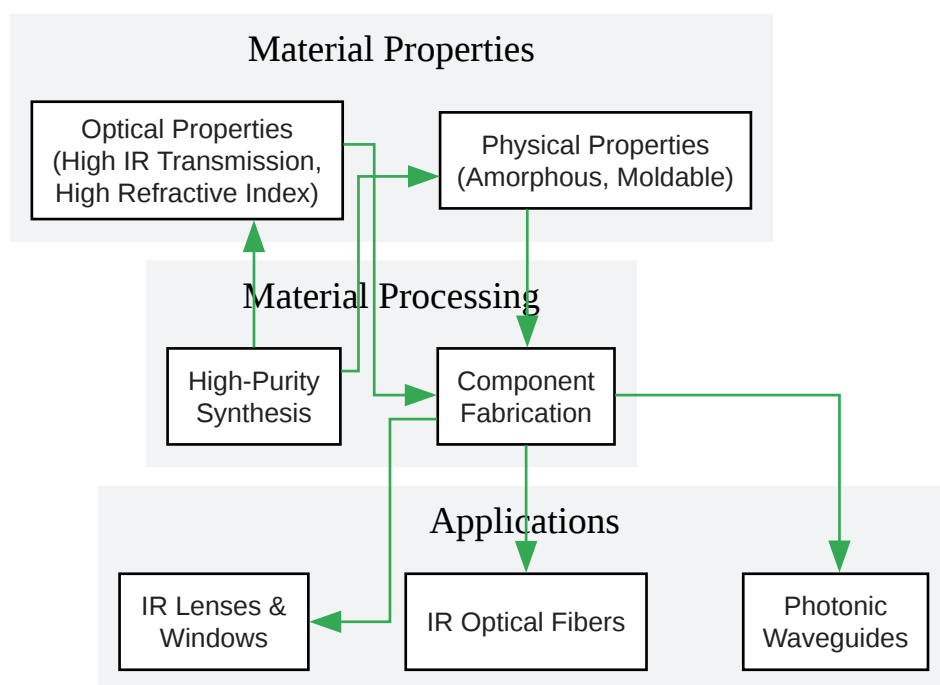 Material Properties
Optical Properties
(High IR Transmission,
High Refractive Index)
Physical Properties
(Amorphous, Moldable)
Material Processing
High-Purity
Synthesis
Component
Fabrication
Applications
IR Lenses &
Windows
IR Optical Fibers
Photonic
Waveguides